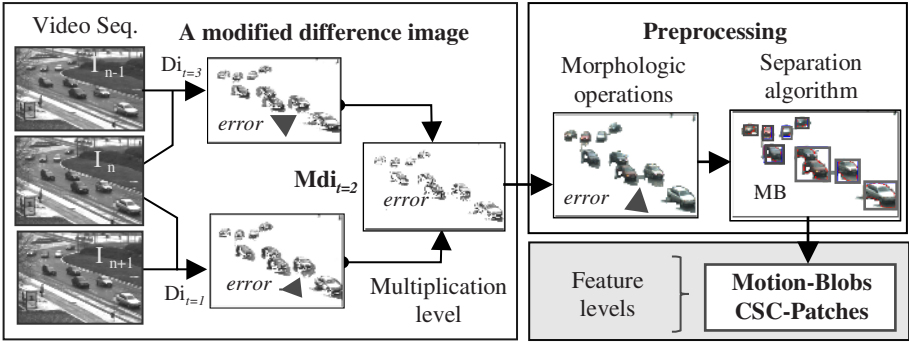 Video Seq.
A modified difference image
I n-1
I n
I n+1
Di t=3
error
Di t=1
error
Mdi t=2
error
Multiplication
level
Preprocessing
Morphologic
operations
error
Separation
algorithm
MB
Feature
levels
Motion-Blobs
CSC-Patches